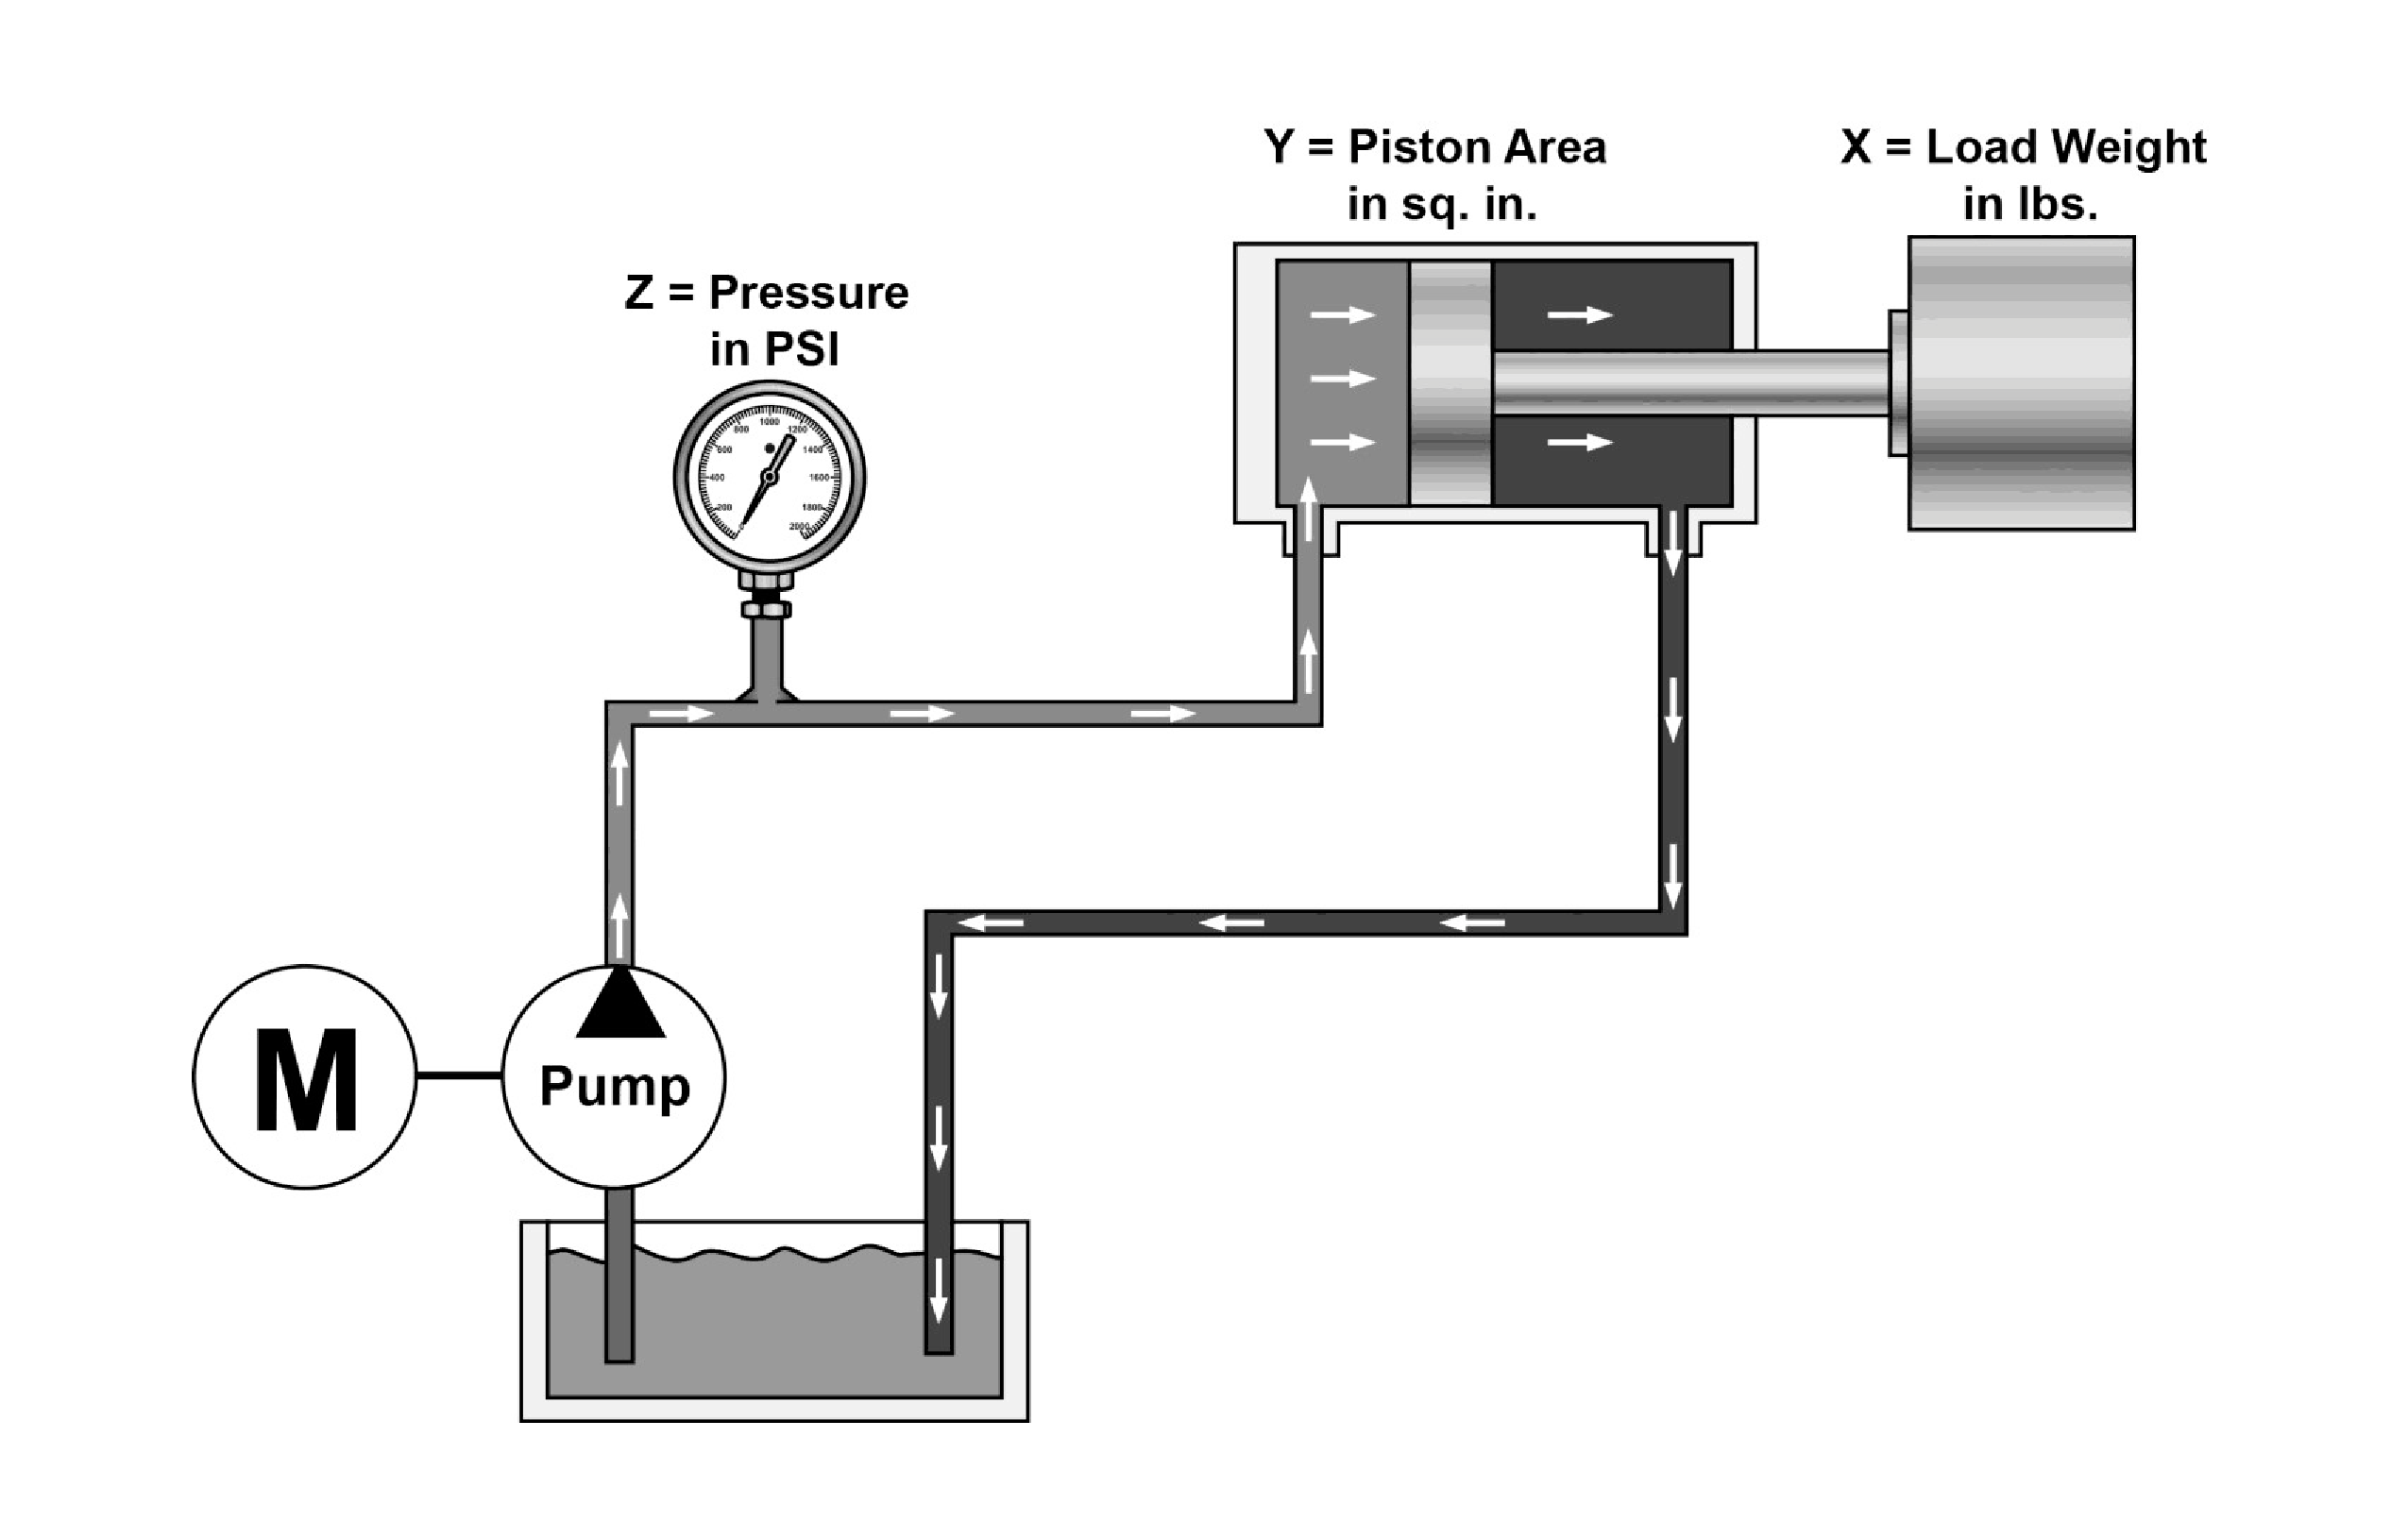 Y = Piston Area
in sq. in.
X = Load Weight
in lbs.
Z = Pressure
in PSI
0
200
400
600
800
1000
1200
1400
1600
1800
2000
M
Pump